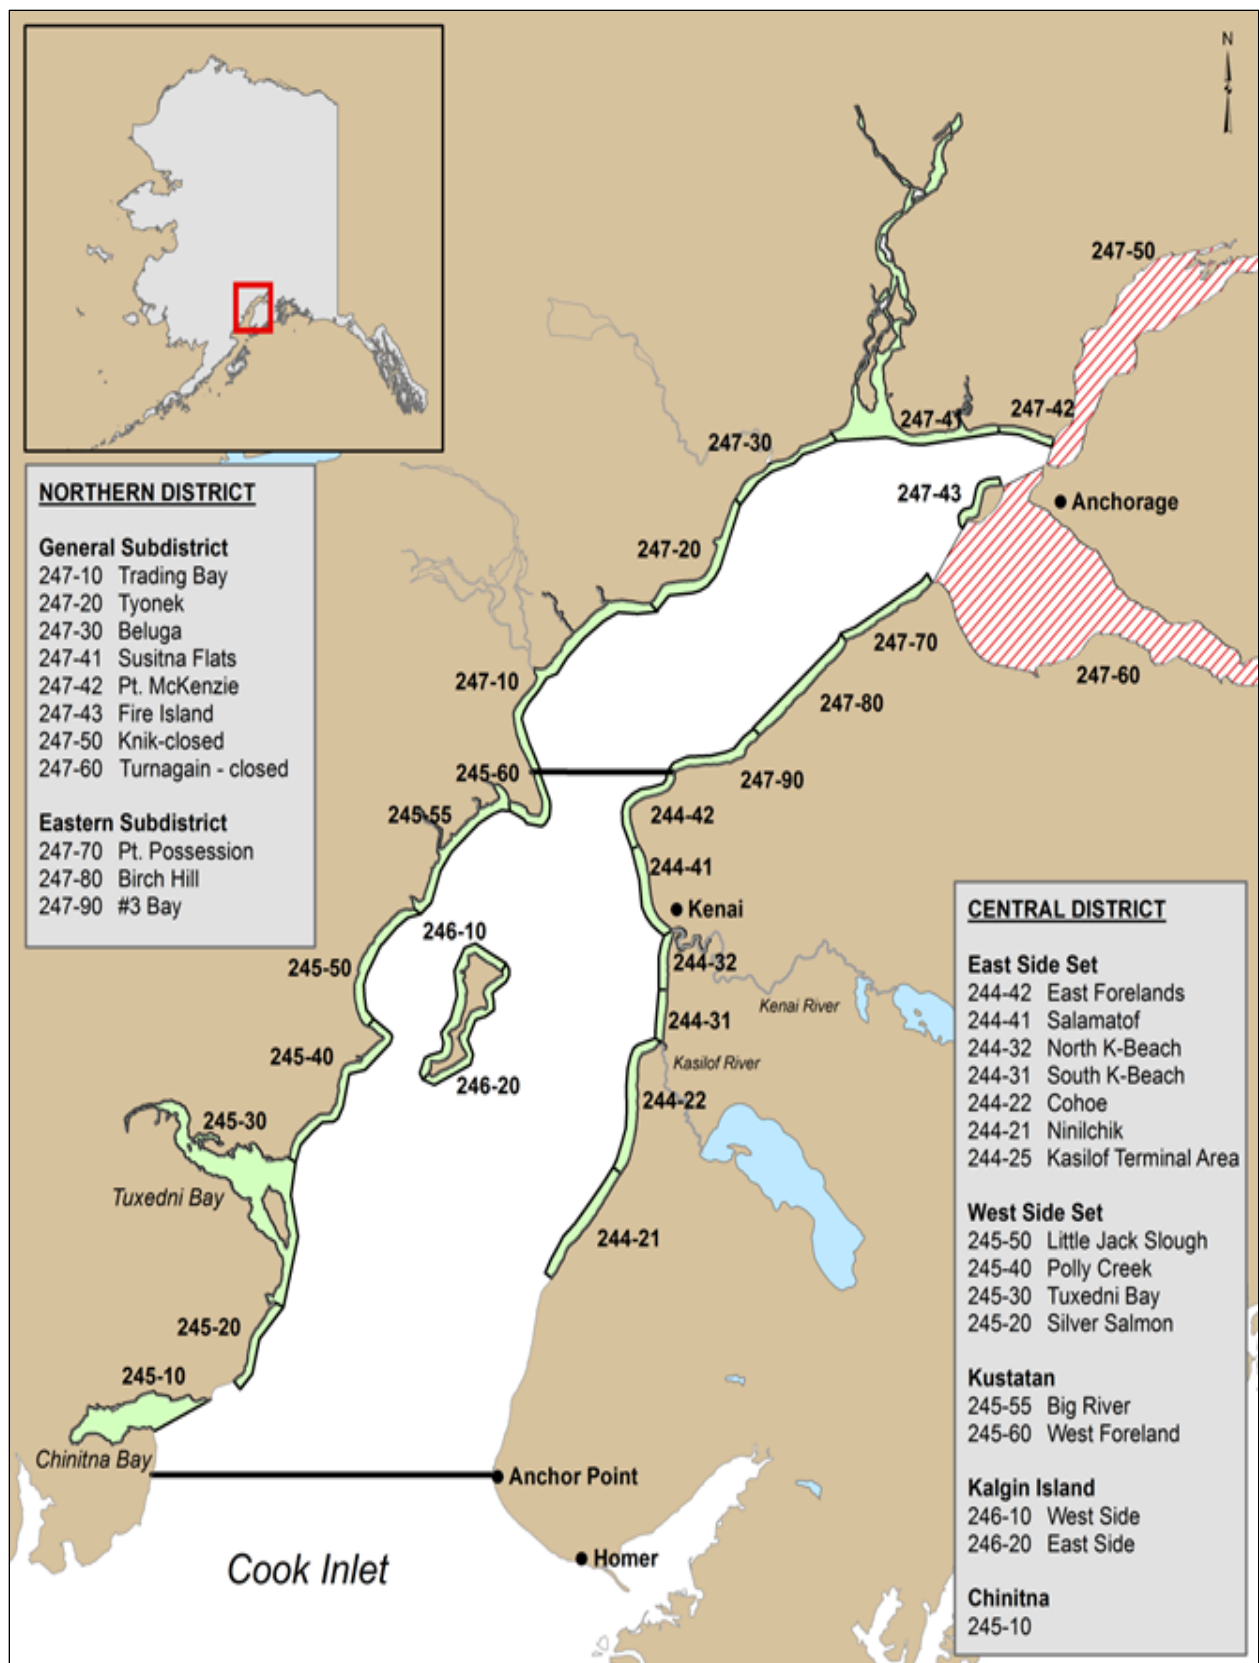 N
247-50
247-42
247-41
247-30
247-43
Anchorage
247-20
247-70
247-60
247-10
247-80
245-60
247-90
245-55
244-42
244-41
Kenai
246-10
244-32
245-50
Kenai River
244-31
245-40
Kasilof River
246-20
244-22
245-30
Tuxedni Bay
244-21
245-20
245-10
Chinitna Bay
Anchor Point
Homer
Cook Inlet
NORTHERN DISTRICT
General Subdistrict
247-10 Trading Bay
247-20 Tyonek
247-30 Beluga
247-41 Susitna Flats
247-42 Pt. McKenzie
247-43 Fire Island
247-50 Knik-closed
247-60 Turnagain - closed
Eastern Subdistrict
247-70 Pt. Possession
247-80 Birch Hill
247-90 #3 Bay
CENTRAL DISTRICT
East Side Set
244-42 East Forelands
244-41 Salamatof
244-32 North K-Beach
244-31 South K-Beach
244-22 Cohoe
244-21 Ninilchik
244-25 Kasilof Terminal Area
West Side Set
245-50 Little Jack Slough
245-40 Polly Creek
245-30 Tuxedni Bay
245-20 Silver Salmon
Kustatan
245-55 Big River
245-60 West Foreland
Kalgin Island
246-10 West Side
246-20 East Side
Chinitna
245-10